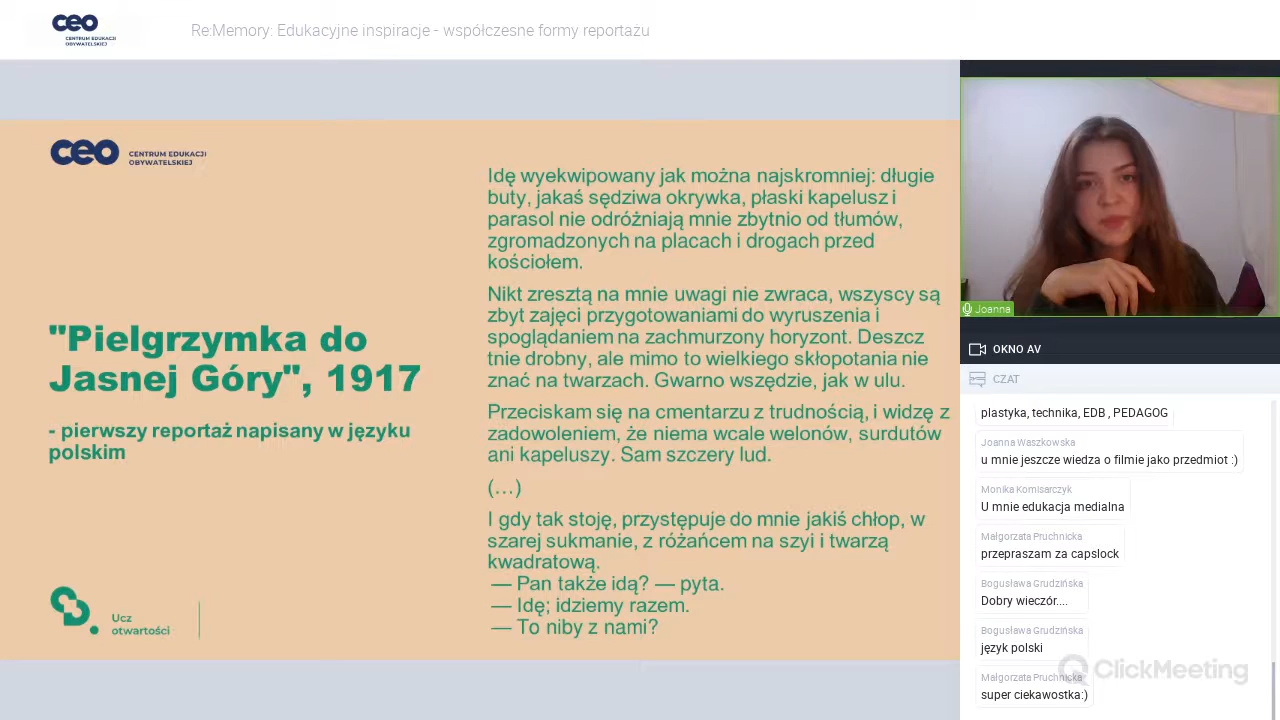 ceo
CENTRUM EDUKACJI
OBYWATELSKIEJ
Re:Memory: Edukacyjne inspiracje - współczesne formy reportażu
ceo
CENTRUM EDUKACJI
OBYWATELSKIEJ
"Pielgrzymka do
Jasnej Góry", 1917
- pierwszy reportaż napisany w języku
polskim
Ucz
otwartości
Idę wyekwipowany jak można najskromniej: długie
buty, jakaś sędziwa okrywka, płaski kapelusz i
parasol nie odróżniają mnie zbytnio od tłumów,
zgromadzonych na placach i drogach przed
kościołem.
Nikt zresztą na mnie uwagi nie zwraca, wszyscy są
zbyt zajęci przygotowaniami do wyruszenia i
spoglądaniem na zachmurzony horyzont. Deszcz
tnie drobny, ale mimo to wielkiego skłopotania nie
znać na twarzach. Gwarno wszędzie, jak w ulu.
Przeciskam się na cmentarzu z trudnością, i widzę z
zadowoleniem, że niema wcale welonów, surdutów
ani kapeluszy. Sam szczery lud.
(…)
I gdy tak stoję, przystępuje do mnie jakiś chłop, w
szarej sukmanie, z różańcem na szyi i twarzą
kwadratową.
— Pan także idą? — pyta.
— Idę; idziemy razem.
— To niby z nami?
Joanna
OKNO AV
CZAT
plastyka, technika, EDB , PEDAGOG
Joanna Waszkowska
u mnie jeszcze wiedza o filmie jako przedmiot :)
Monika Komisarczyk
U mnie edukacja medialna
Małgorzata Pruchnicka
przepraszam za capslock
Bogusława Grudzińska
Dobry wieczór....
Bogusława Grudzińska
język polski
Małgorzata Pruchnicka
super ciekawostka:)
ClickMeeting